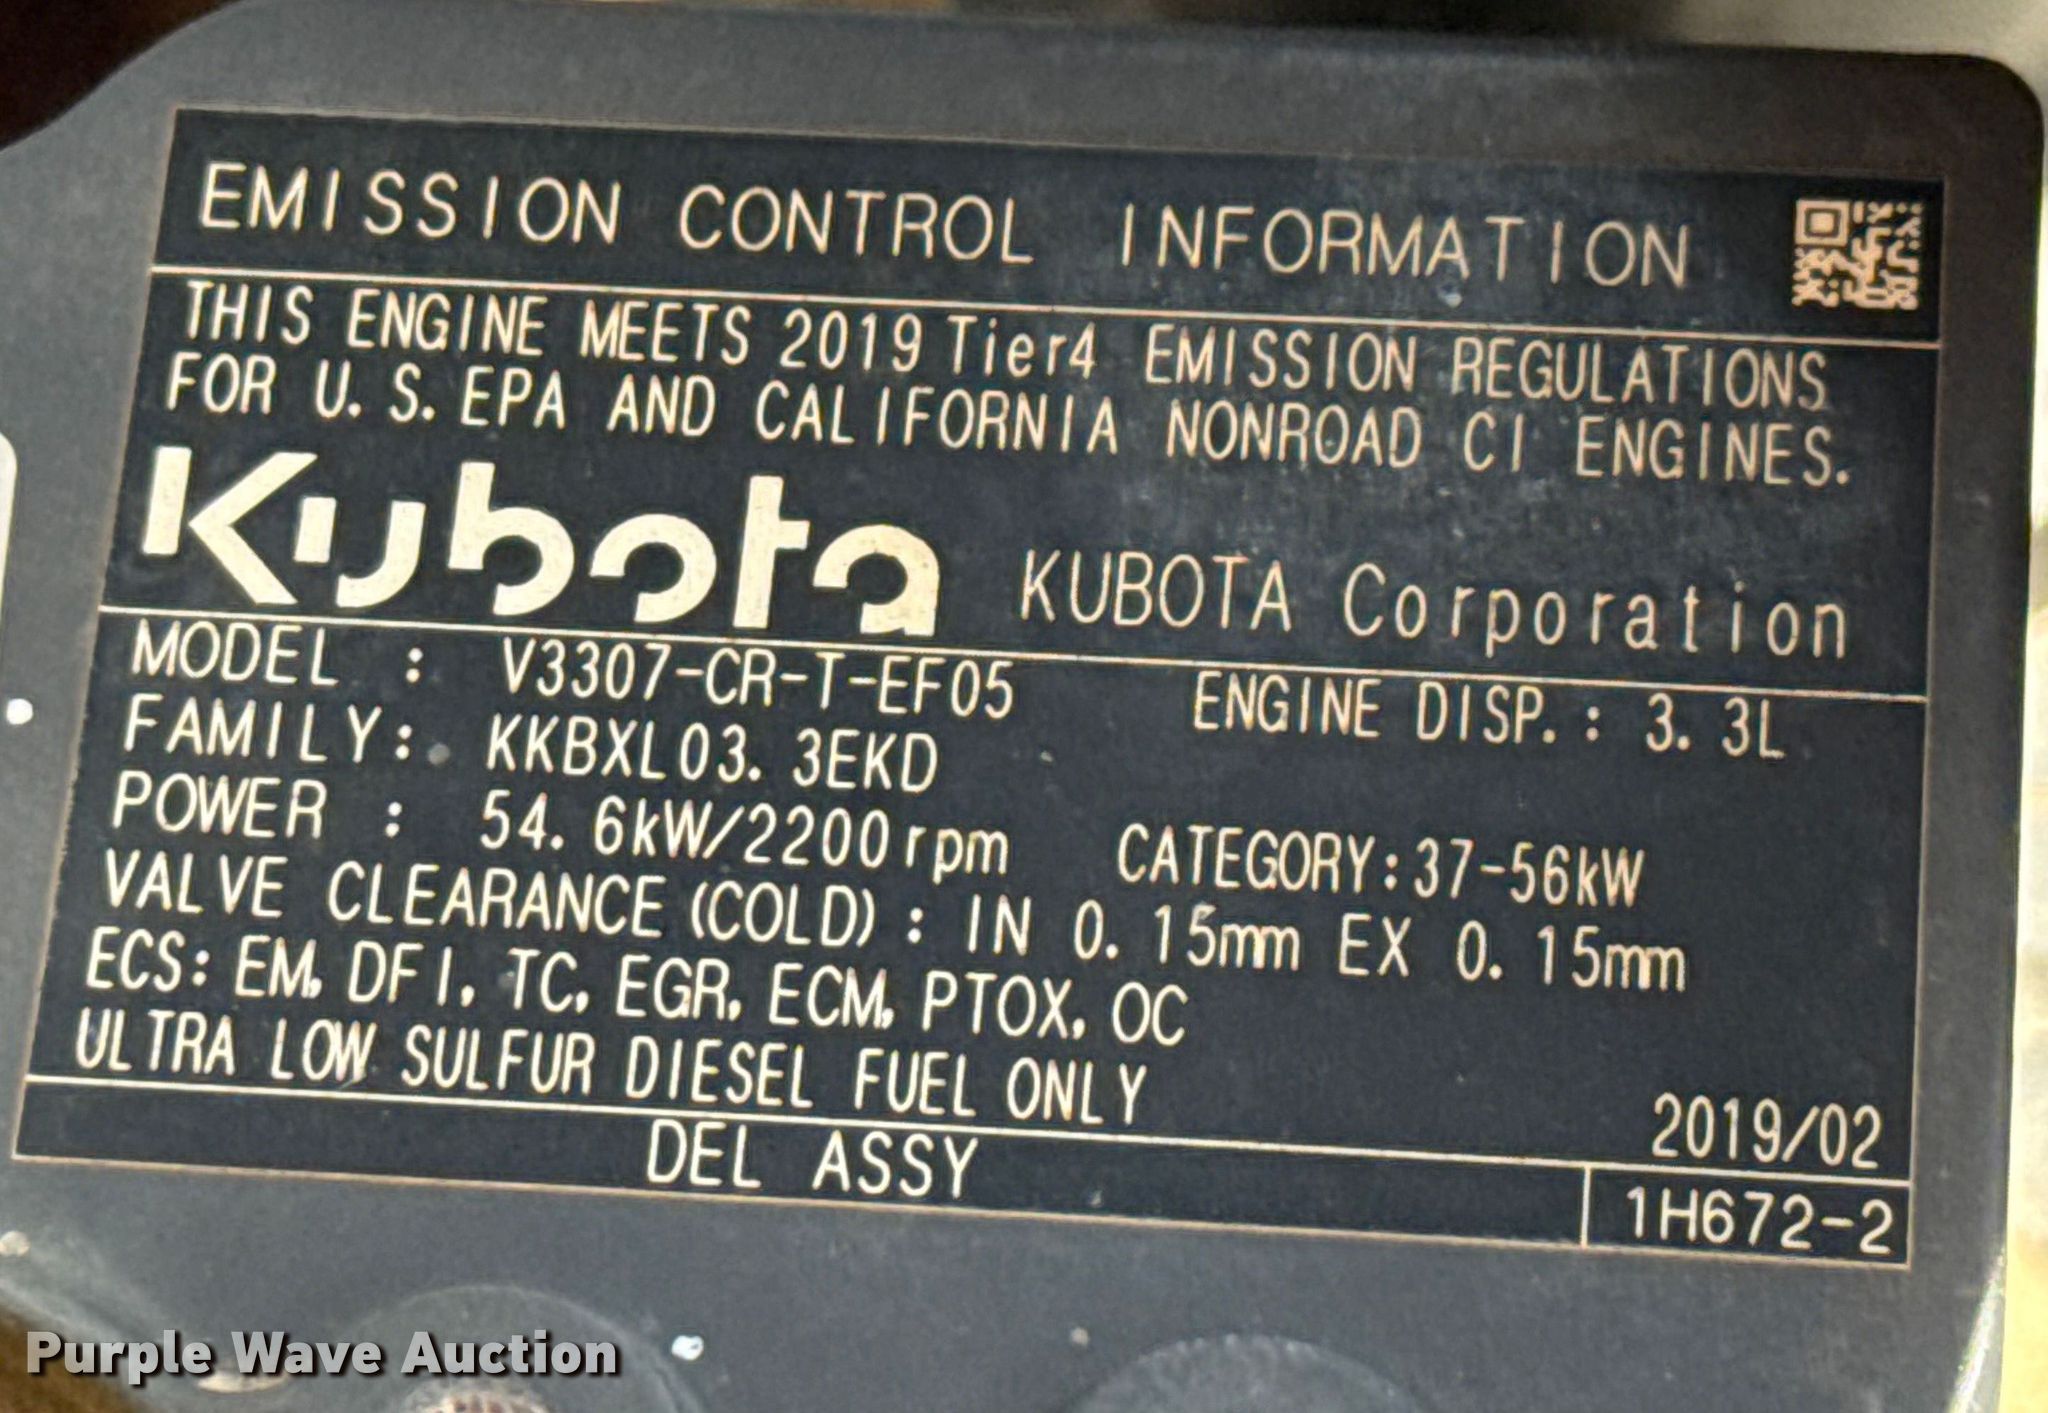 EMISSION CONTROL INFORMATION
THIS ENGINE MEETS 2019 Tier4 EMISSION REGULATIONS
FOR U.S.EPA AND CALIFORNIA NONROAD CI ENGINES.
Kubota KUBOTA Corporation
MODEL : V3307-CR-T-EF05 ENGINE DISP.: 3.3L
FAMILY: KKBXL03.3EKD
POWER : 54.6kW/2200rpm CATEGORY:37-56kW
VALVE CLEARANCE(COLD): IN 0.15mm EX 0.15mm
ECS: EM, DFI, TC, EGR, ECM, PTOX, OC
ULTRA LOW SULFUR DIESEL FUEL ONLY
2019/02
DEL ASSY 1H672-2
Purple Wave Auction